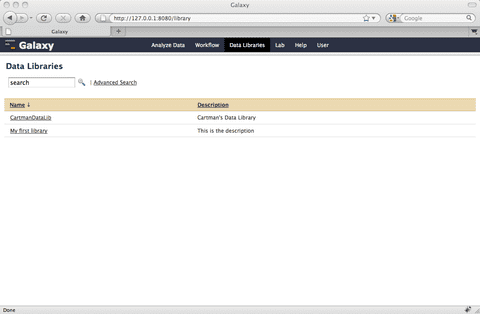 Galaxy
http://127.0.0.1:8080/library
Google
Galaxy
Galaxy Analyze Data Workflow Data Libraries Lab Help User
Data Libraries
search | Advanced Search
Name ↓ Description
CartmanDataLib Cartman's Data Library
My first library This is the description
Done